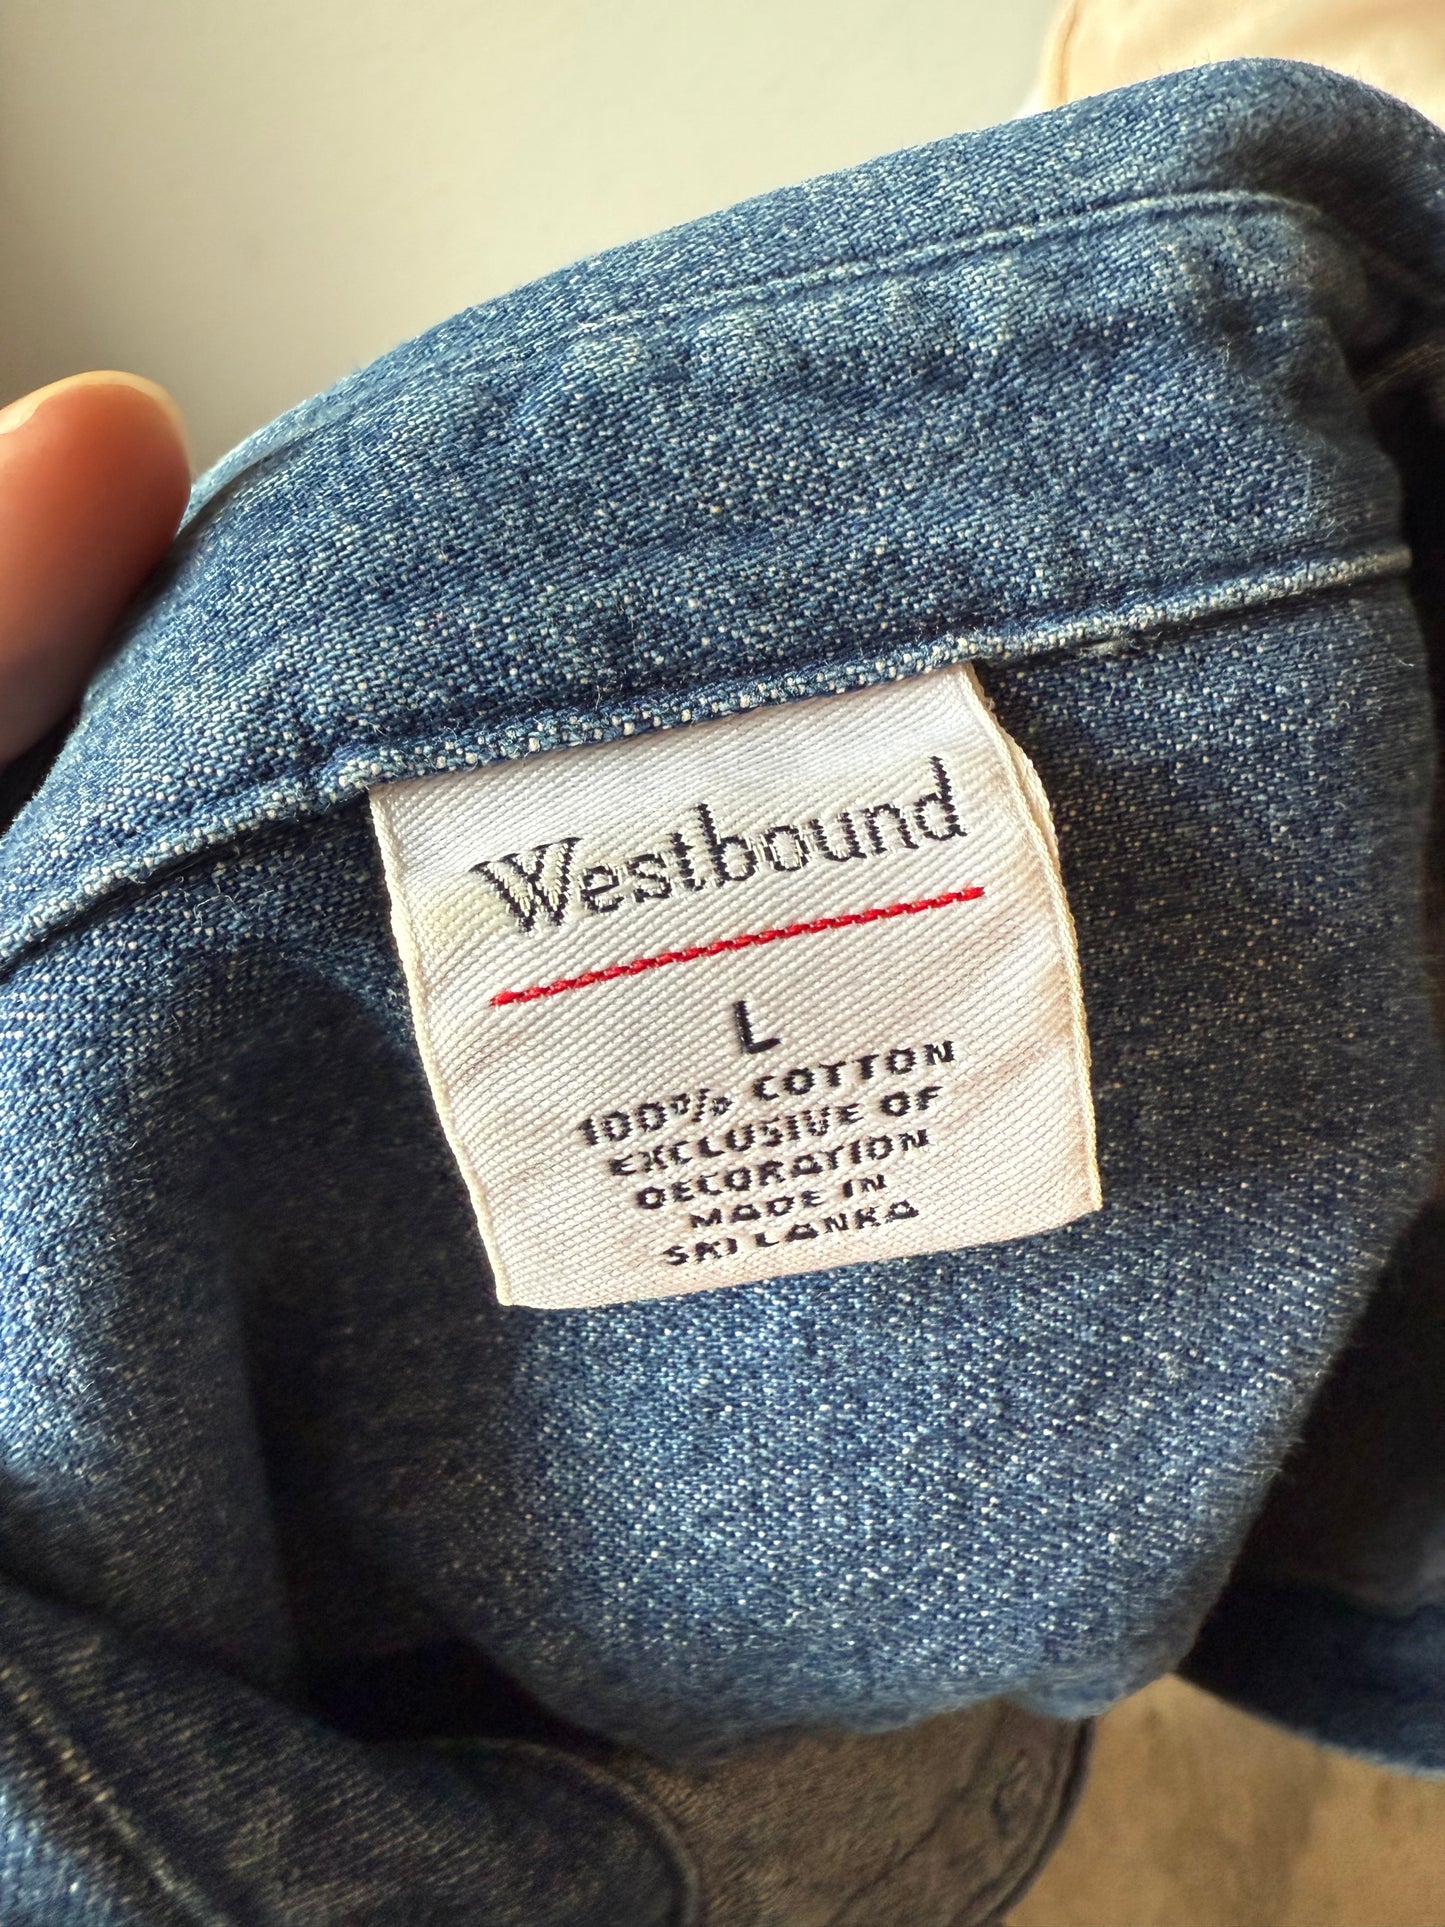 Westbound
L
100% COTTON
EXCLUSIVE OF
DECORATION
MADE IN
SRI LANKA